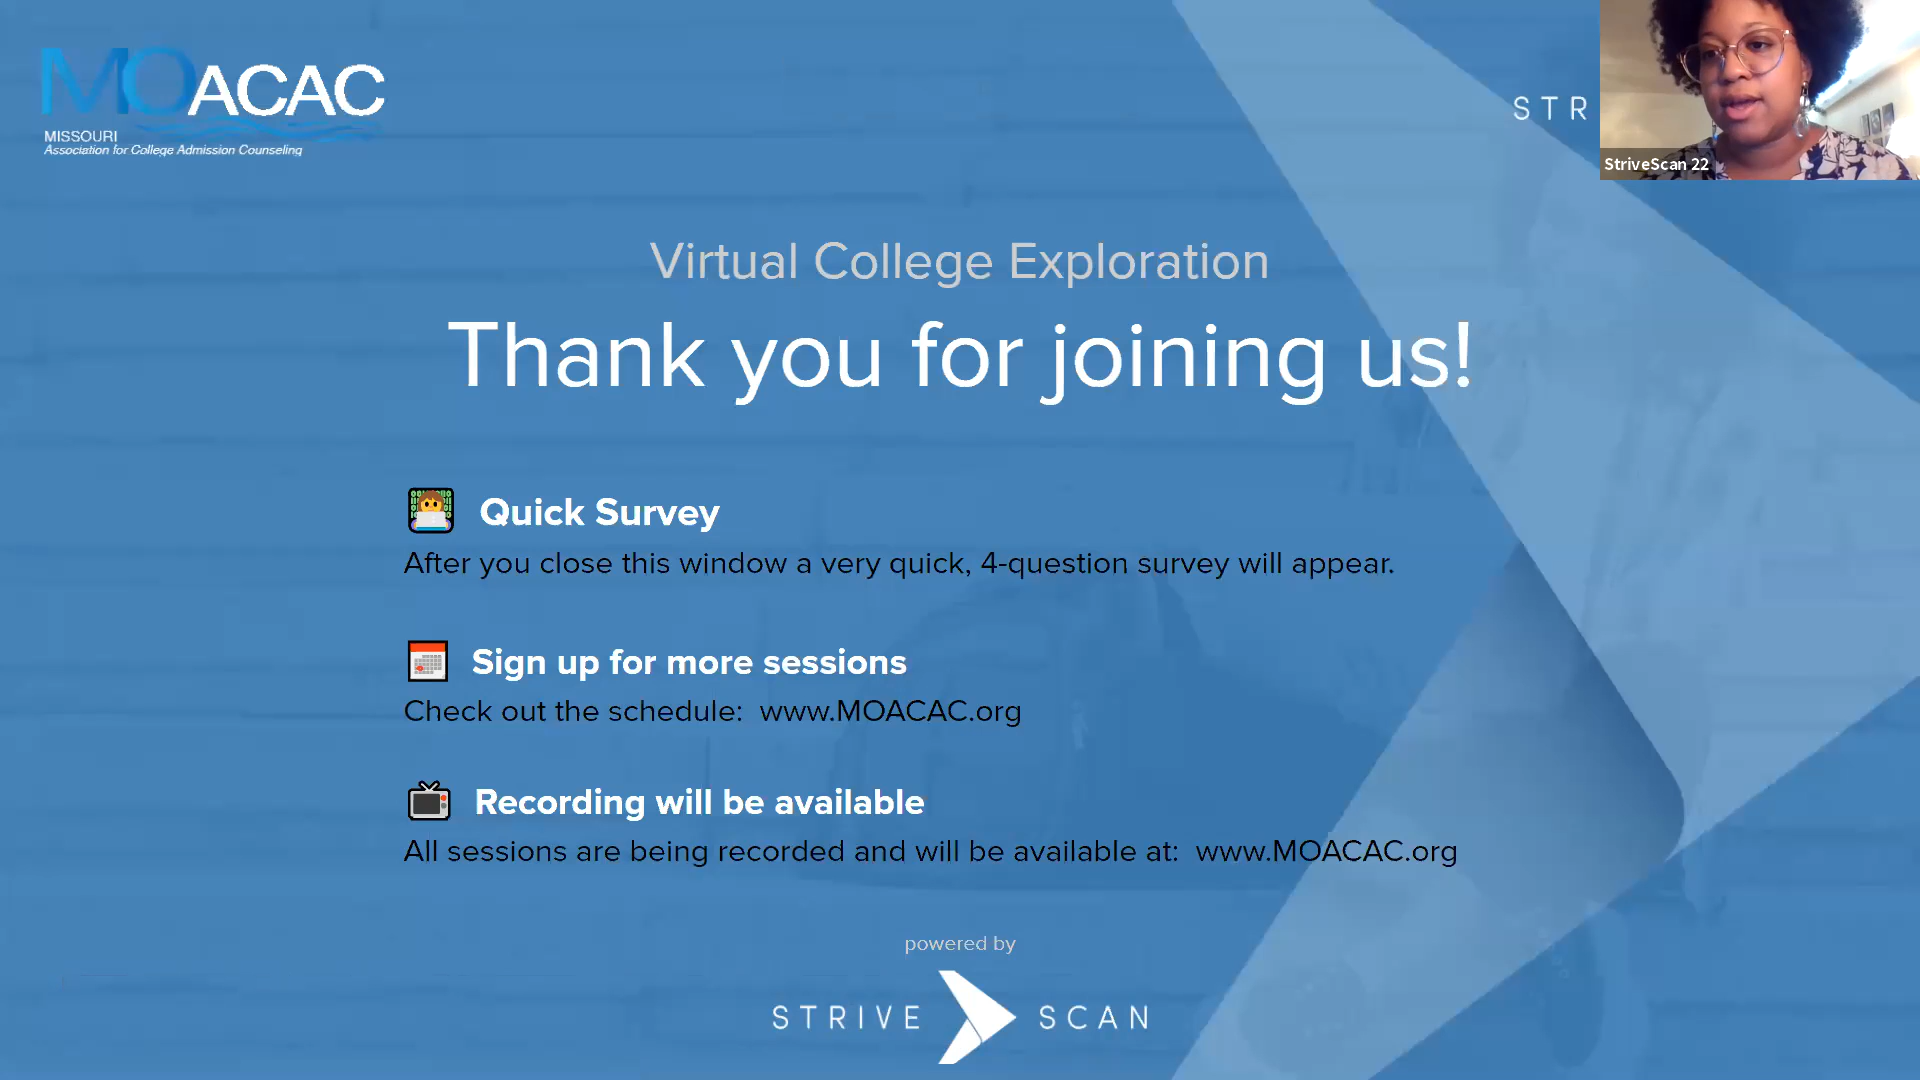 MOACAC
MISSOURI
Association for College Admission Counseling
STR
StriveScan 22
Virtual College Exploration
Thank you for joining us!
Quick Survey
After you close this window a very quick, 4-question survey will appear.
Sign up for more sessions
Check out the schedule: www.MOACAC.org
Recording will be available
All sessions are being recorded and will be available at: www.MOACAC.org
powered by
STRIVE SCAN